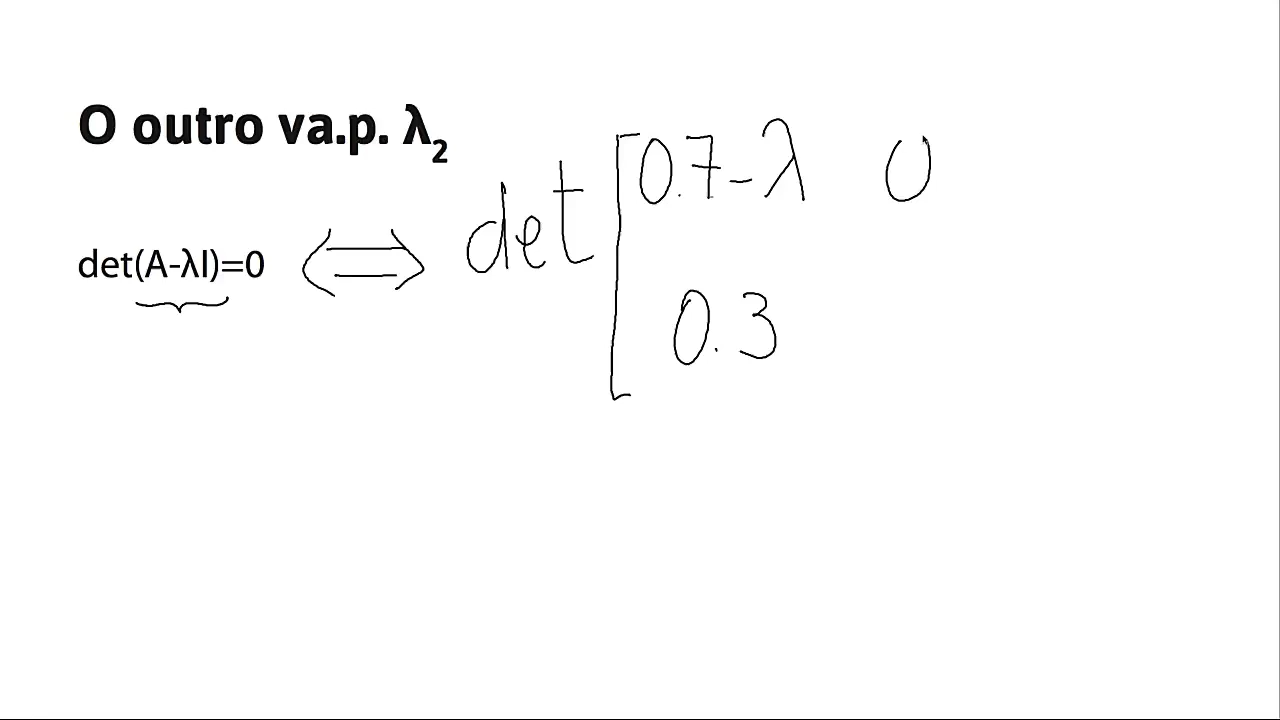 O outro va.p. λ₂
det [ 0.7-λ 0
det(A-λI)=0 ⟺
0.3